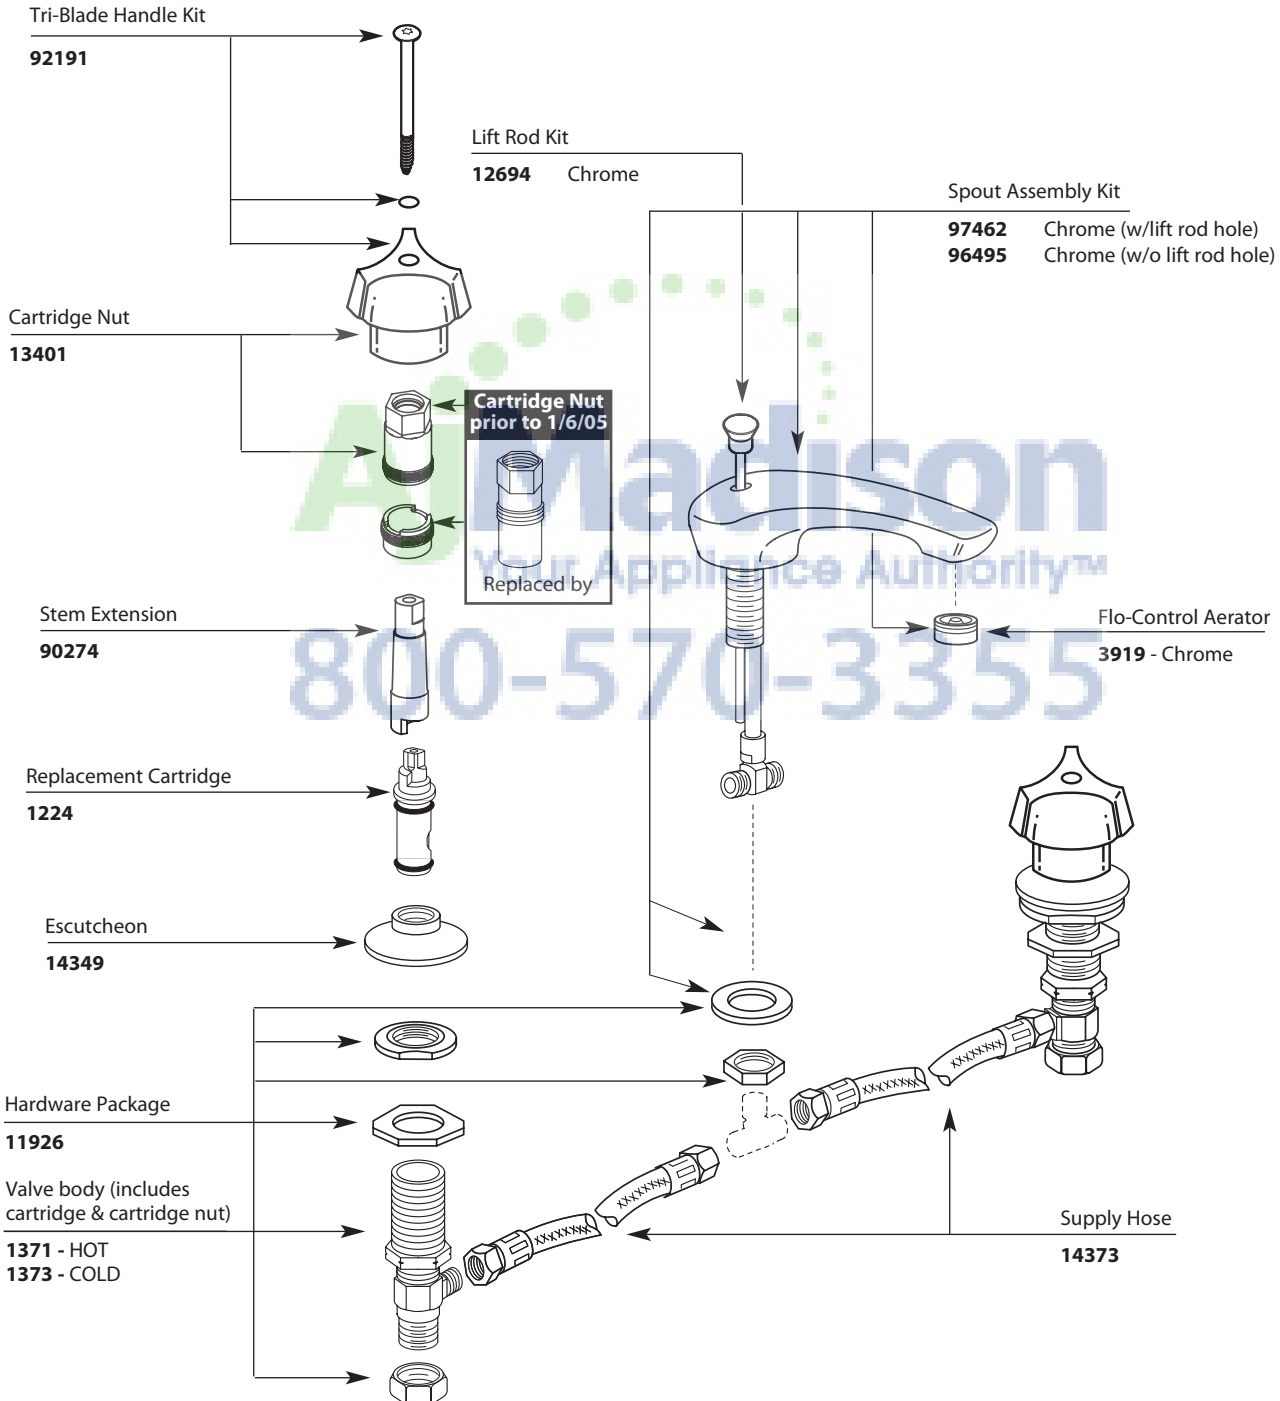 Tri-Blade Handle Kit
92191
Lift Rod Kit
12694 Chrome
Spout Assembly Kit
97462 Chrome (w/lift rod hole)
96495 Chrome (w/o lift rod hole)
Cartridge Nut
13401
Cartridge Nut
prior to 1/6/05
Replaced by
AjMadison
Your Appliance Authority™
800-570-3355
Stem Extension
90274
Flo-Control Aerator
3919 - Chrome
Replacement Cartridge
1224
Escutcheon
14349
Hardware Package
11926
Valve body (includes
cartridge & cartridge nut)
1371 - HOT
1373 - COLD
Supply Hose
14373